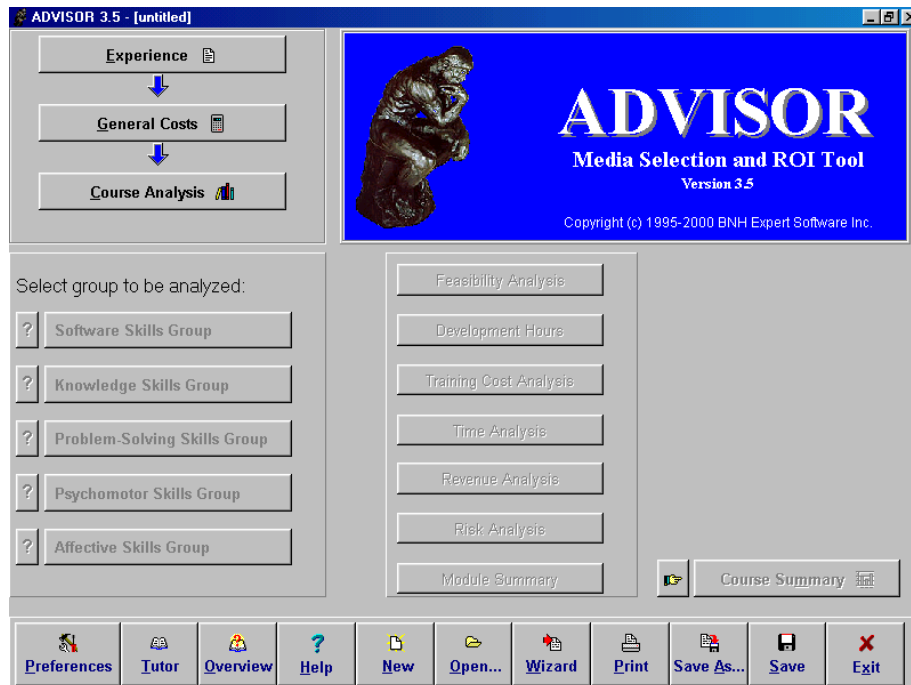 ADVISOR 3.5 - [untitled]
Experience
General Costs
Course Analysis
ADVISOR
Media Selection and ROI Tool
Version 3.5
Copyright (c) 1995-2000 BNH Expert Software Inc.
Select group to be analyzed:
? Software Skills Group
? Knowledge Skills Group
? Problem-Solving Skills Group
? Psychomotor Skills Group
? Affective Skills Group
Feasibility Analysis
Development Hours
Training Cost Analysis
Time Analysis
Revenue Analysis
Risk Analysis
Module Summary
Course Summary
Preferences
Tutor
Overview
? Help
New
Open...
Wizard
Print
Save As...
Save
Exit